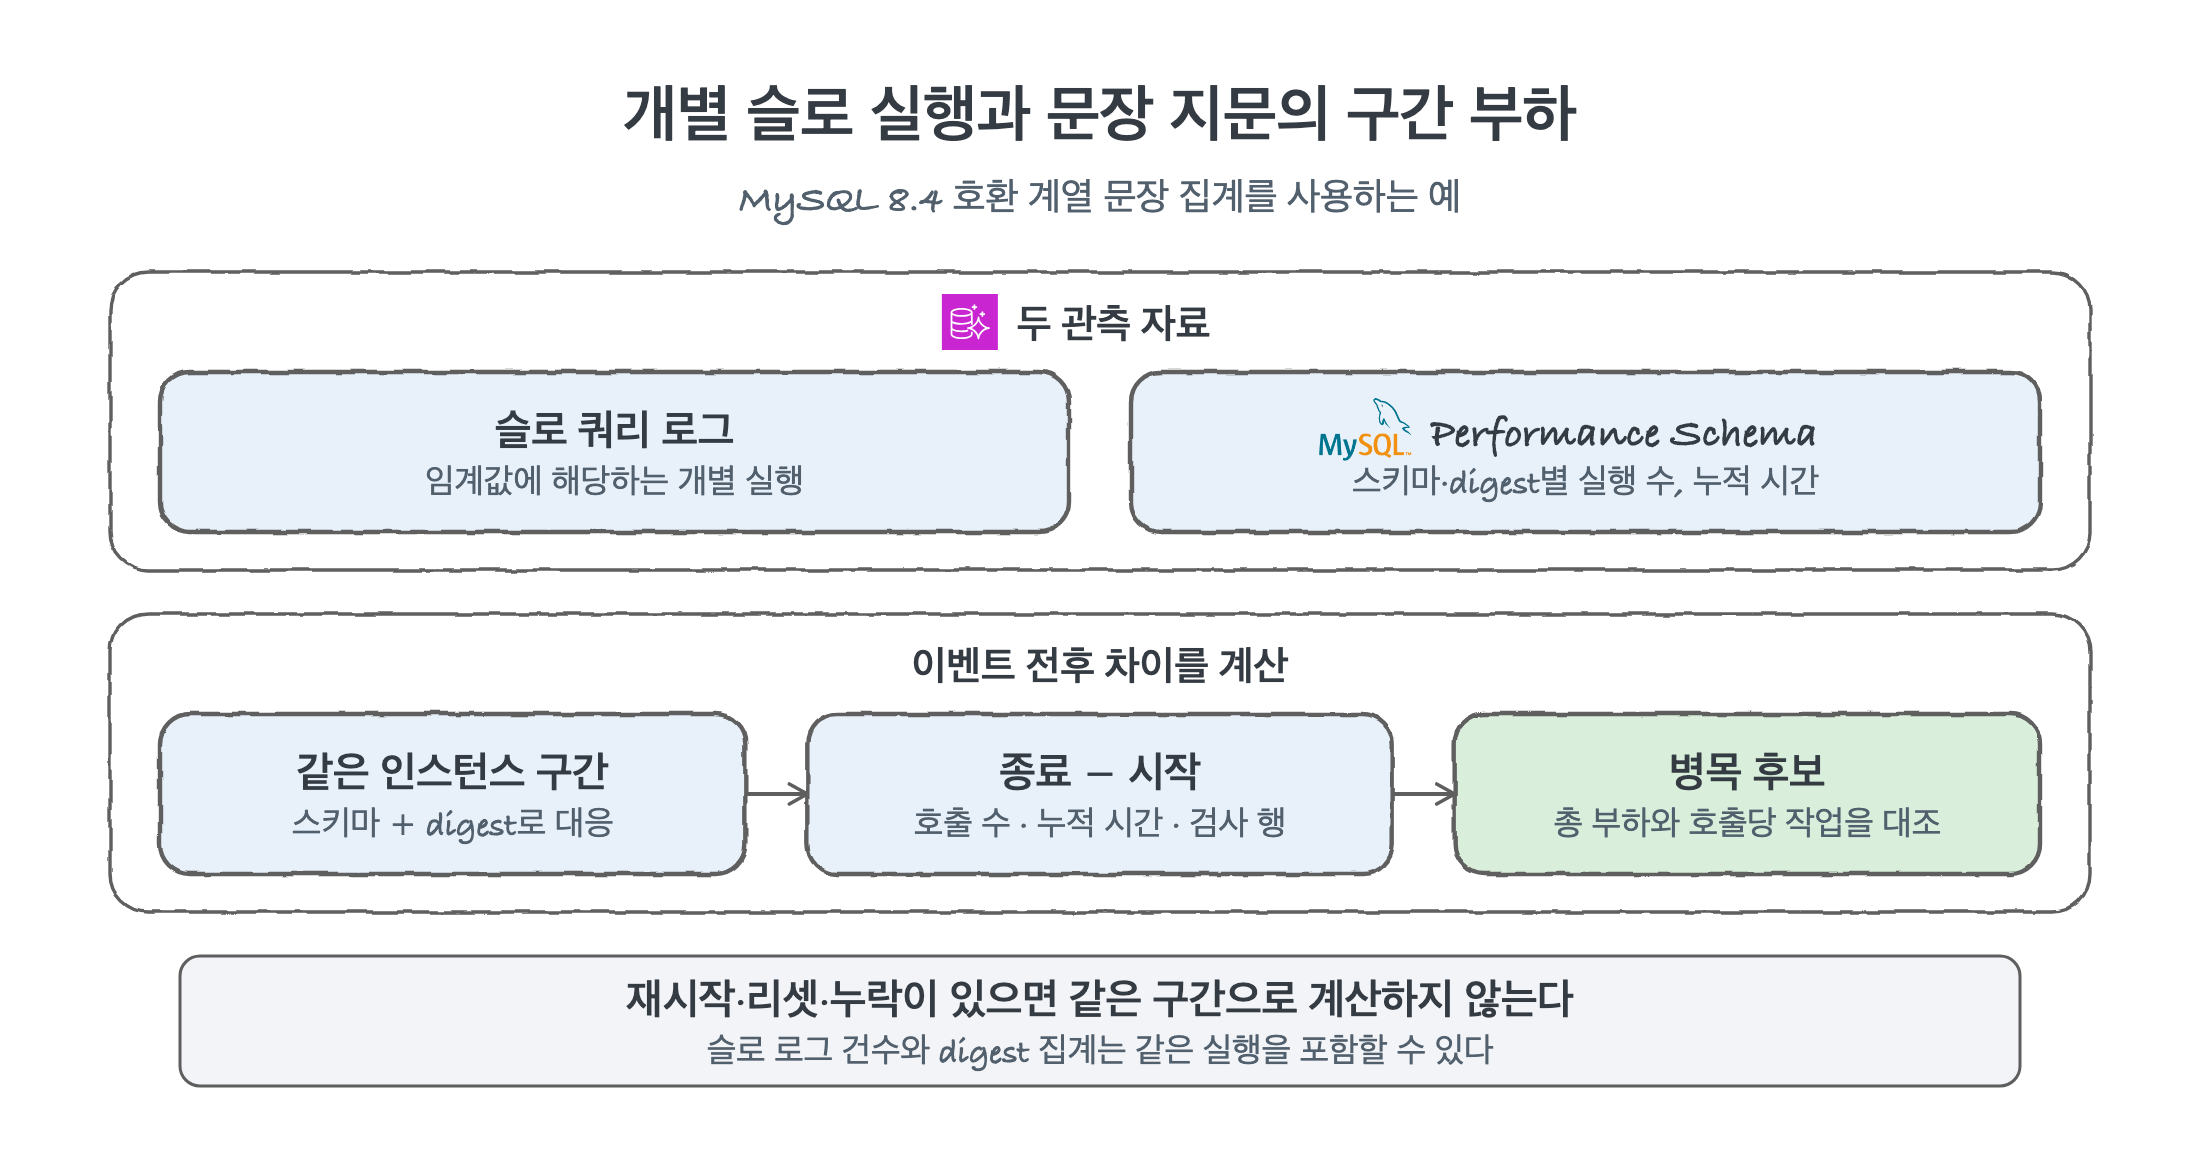 개별 슬로 실행과 문장 지문의 구간 부하
MySQL 8.4 호환 계열 문장 집계를 사용하는 예
두 관측 자료
슬로 쿼리 로그
임계값에 해당하는 개별 실행
MySQL™ Performance Schema
스키마·digest별 실행 수, 누적 시간
이벤트 전후 차이를 계산
같은 인스턴스 구간
스키마 + digest로 대응
종료 − 시작
호출 수 · 누적 시간 · 검사 행
병목 후보
총 부하와 호출당 작업을 대조
재시작·리셋·누락이 있으면 같은 구간으로 계산하지 않는다
슬로 로그 건수와 digest 집계는 같은 실행을 포함할 수 있다